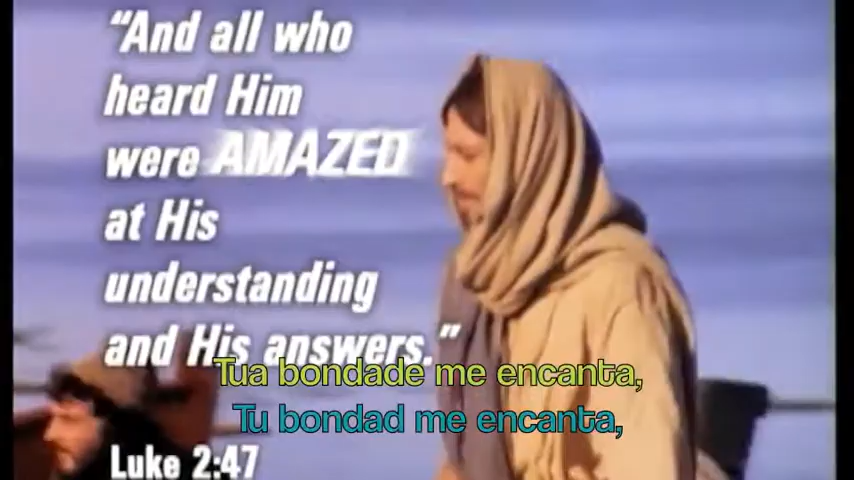 “And all who
heard Him
were AMAZED
at His
understanding
and His answers.”
Tua bondade me encanta,
Tu bondad me encanta,
Luke 2:47